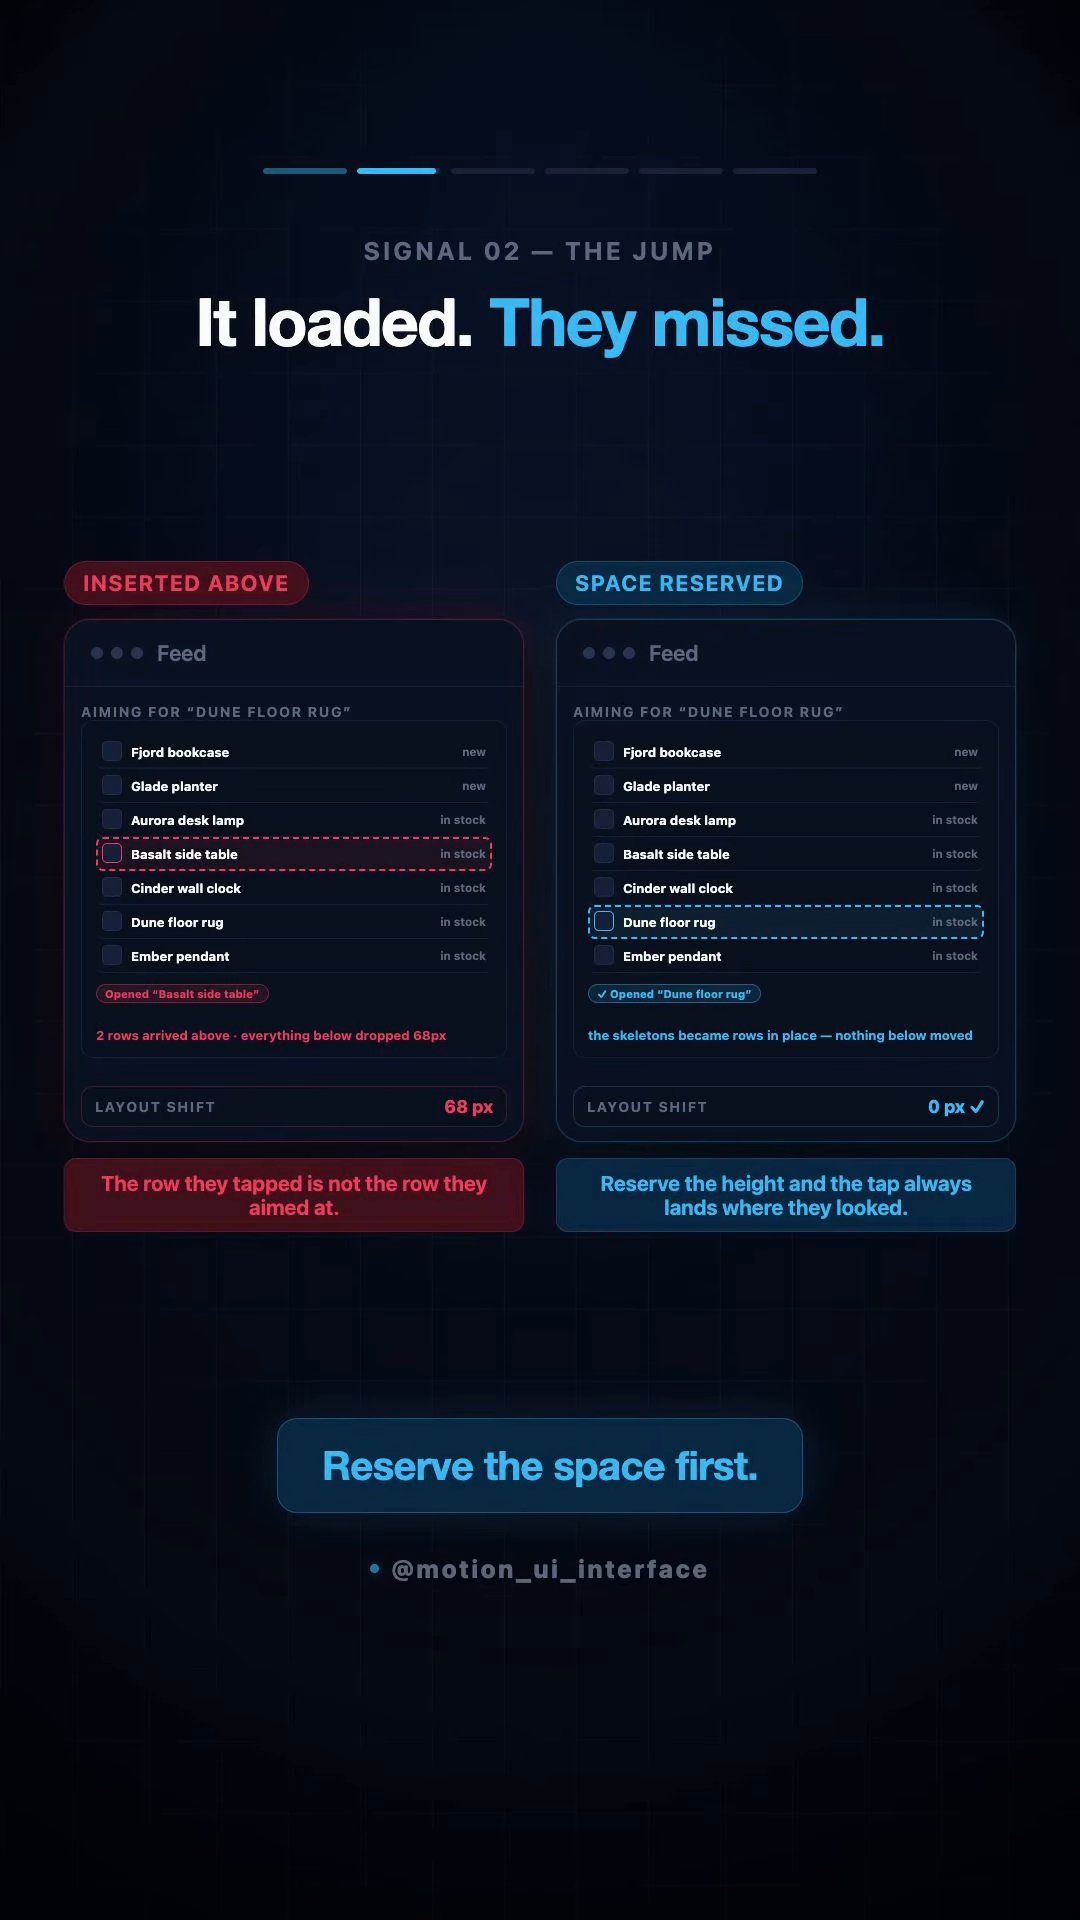 SIGNAL 02 — THE JUMP
It loaded. They missed.
INSERTED ABOVE
Feed
AIMING FOR “DUNE FLOOR RUG”
Fjord bookcase new
Glade planter new
Aurora desk lamp in stock
Basalt side table in stock
Cinder wall clock in stock
Dune floor rug in stock
Ember pendant in stock
Opened “Basalt side table”
2 rows arrived above · everything below dropped 68px
LAYOUT SHIFT 68 px
The row they tapped is not the row they
aimed at.
SPACE RESERVED
Feed
AIMING FOR “DUNE FLOOR RUG”
Fjord bookcase new
Glade planter new
Aurora desk lamp in stock
Basalt side table in stock
Cinder wall clock in stock
Dune floor rug in stock
Ember pendant in stock
✓ Opened “Dune floor rug”
the skeletons became rows in place — nothing below moved
LAYOUT SHIFT 0 px ✓
Reserve the height and the tap always
lands where they looked.
Reserve the space first.
@motion_ui_interface